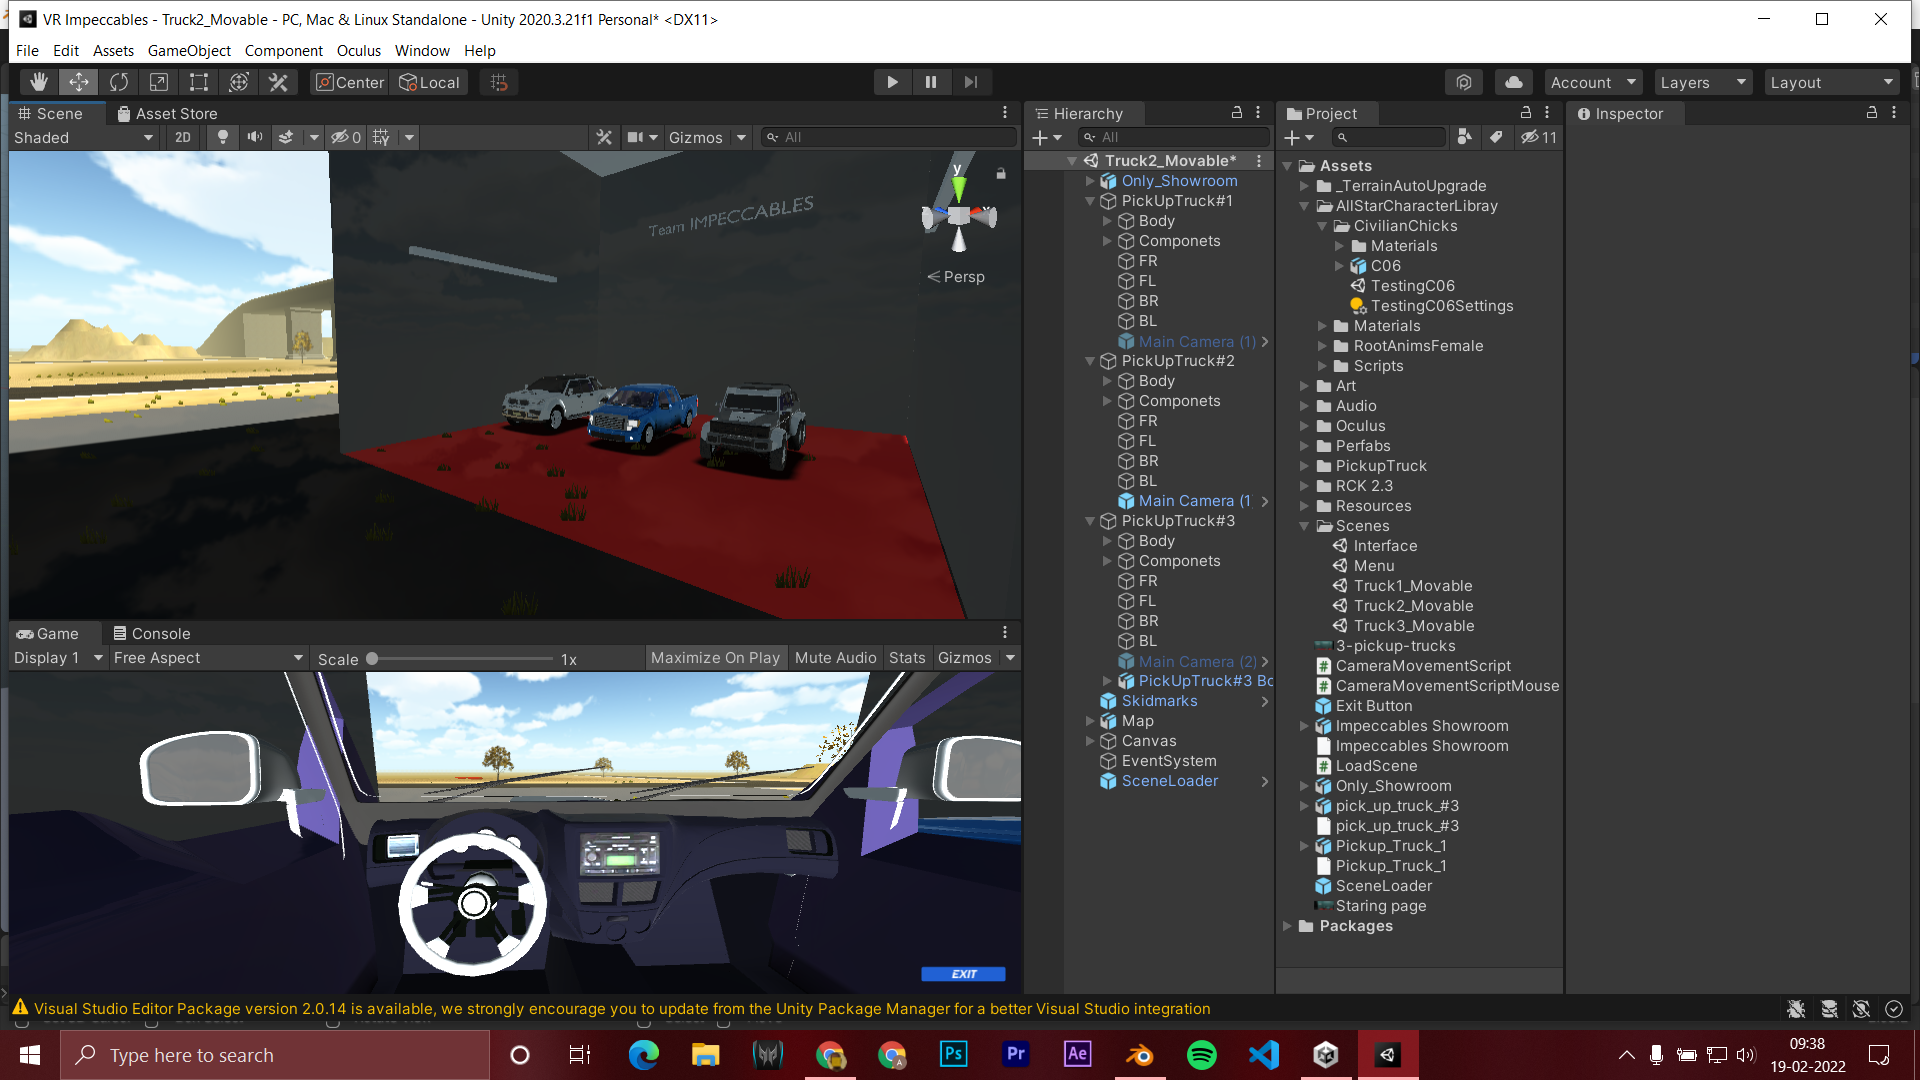 VR Impeccables - Truck2_Movable - PC, Mac & Linux Standalone - Unity 2020.3.21f1 Personal* <DX11>
File Edit Assets GameObject Component Oculus Window Help
Center Local Account Layers Layout
Scene Asset Store
Shaded 2D 0 Gizmos All
Team IMPECCABLES
y
Persp
Game Console
Display 1 Free Aspect Scale 1x Maximize On Play Mute Audio Stats Gizmos
EXIT
Hierarchy
All
Truck2_Movable*
Only_Showroom
PickUpTruck#1
Body
Componets
FR
FL
BR
BL
Main Camera (1)
PickUpTruck#2
Body
Componets
FR
FL
BR
BL
Main Camera (1
PickUpTruck#3
Body
Componets
FR
FL
BR
BL
Main Camera (2)
PickUpTruck#3 Bo
Skidmarks
Map
Canvas
EventSystem
SceneLoader
Project
11
Assets
_TerrainAutoUpgrade
AllStarCharacterLibray
CivilianChicks
Materials
C06
TestingC06
TestingC06Settings
Materials
RootAnimsFemale
Scripts
Art
Audio
Oculus
Perfabs
PickupTruck
RCK 2.3
Resources
Scenes
Interface
Menu
Truck1_Movable
Truck2_Movable
Truck3_Movable
3-pickup-trucks
CameraMovementScript
CameraMovementScriptMouse
Exit Button
Impeccables Showroom
Impeccables Showroom
LoadScene
Only_Showroom
pick_up_truck_#3
pick_up_truck_#3
Pickup_Truck_1
Pickup_Truck_1
SceneLoader
Staring page
Packages
Inspector
Visual Studio Editor Package version 2.0.14 is available, we strongly encourage you to update from the Unity Package Manager for a better Visual Studio integration
Type here to search
Ps Pr Ae
09:38
19-02-2022